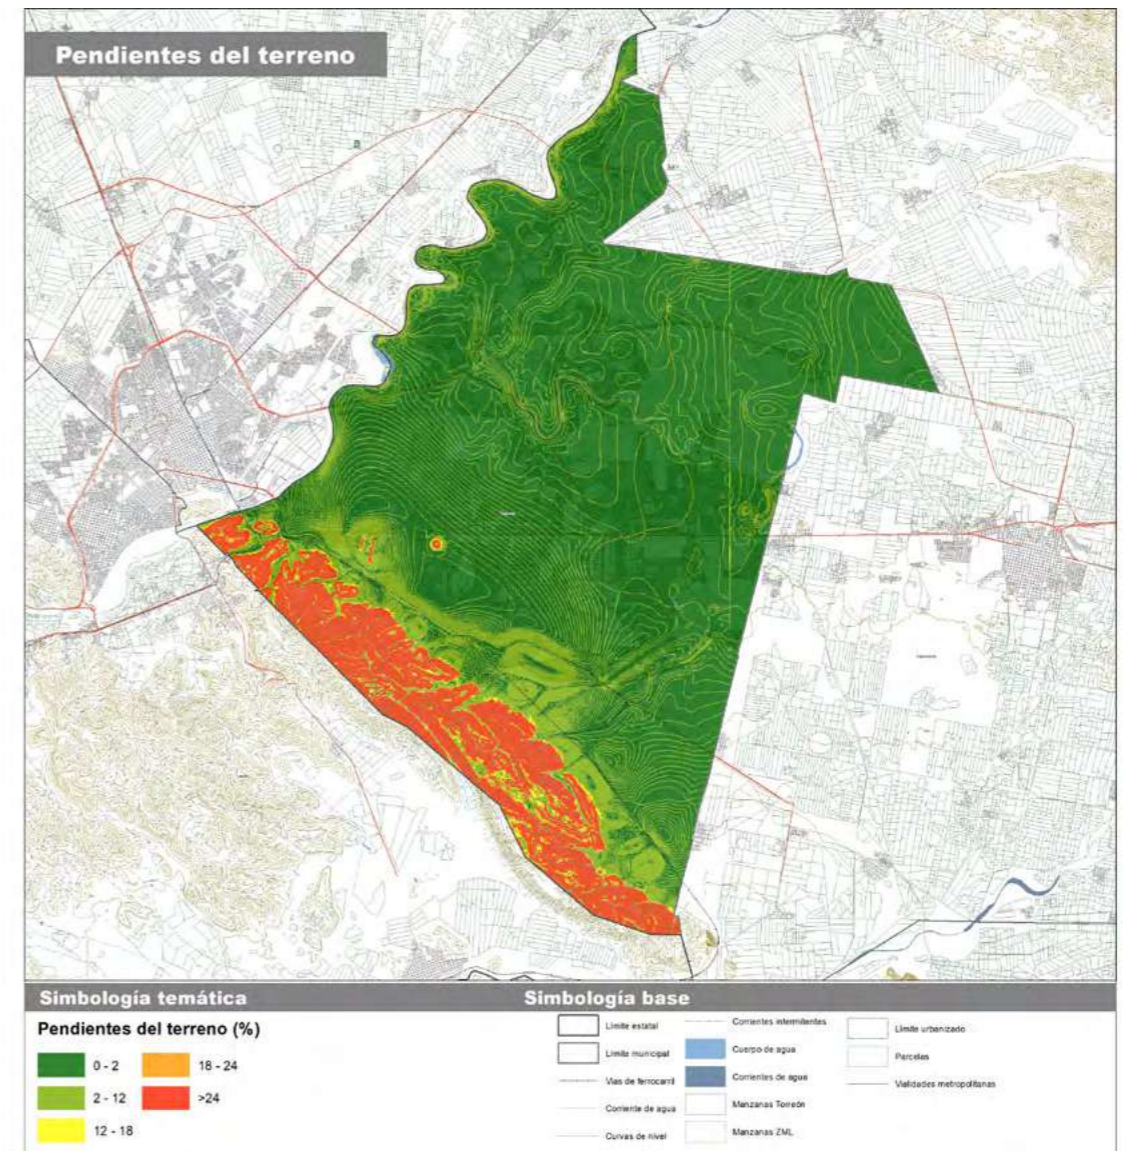 Pendientes del terreno
Simbología temática
Pendientes del terreno (%)
0 - 2
2 - 12
12 - 18
18 - 24
>24
Simbología base
Límite estatal
Límite municipal
Vías de ferrocarril
Corriente de agua
Curvas de nivel
Corrientes intermitentes
Cuerpo de agua
Corrientes de agua
Manzanas Torreón
Manzanas ZML
Límite urbanizado
Parcelas
Vialidades metropolitanas